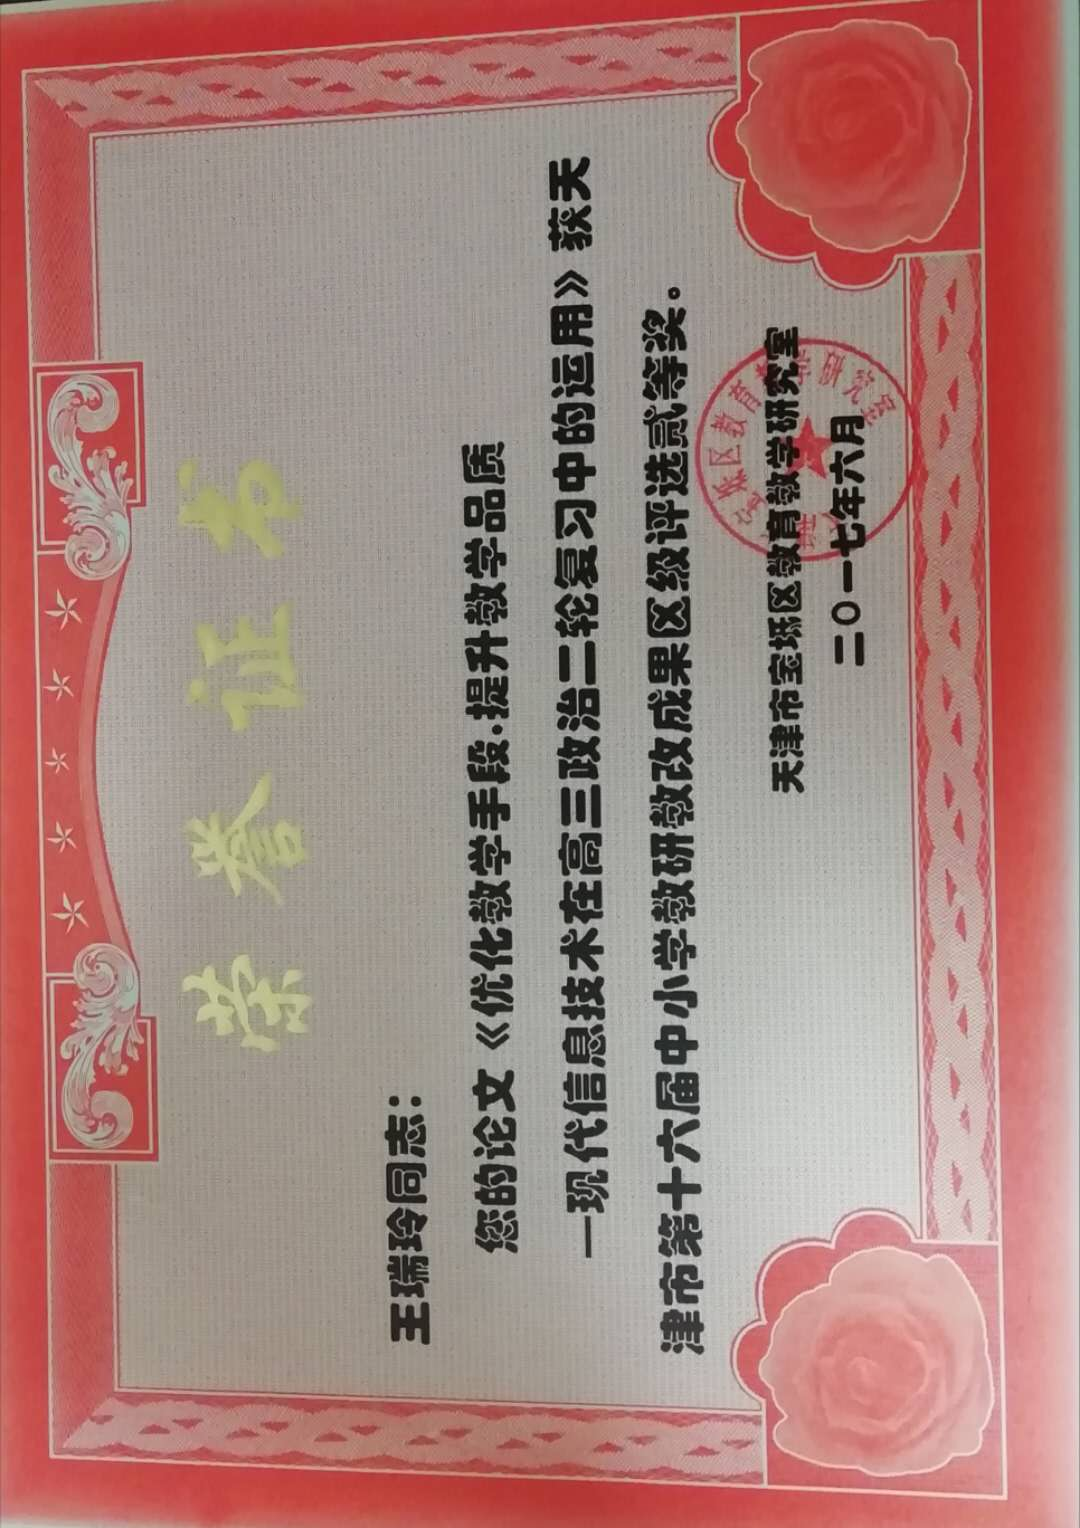 荣誉证书
王瑞玲同志：
您的论文《优化教学手段·提升教学品质
—现代信息技术在高三政治二轮复习中的运用》获天
津市第十六届中小学教研教改成果区级评选贰等奖。
天津市宝坻区教育教学研究室
二〇一七年六月